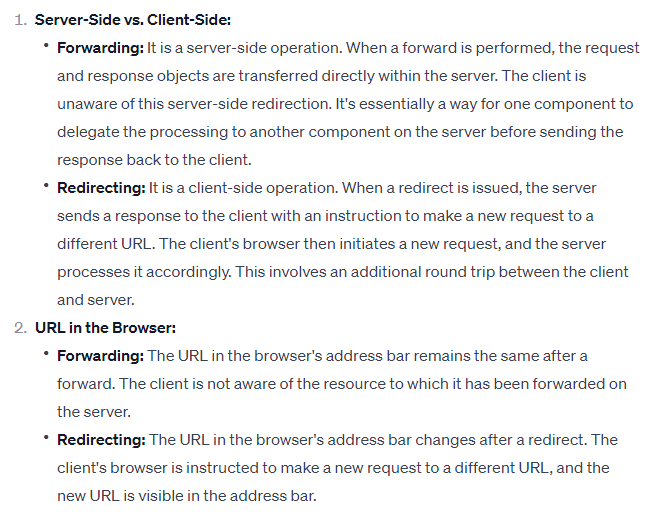 1. Server-Side vs. Client-Side:
• Forwarding: It is a server-side operation. When a forward is performed, the request
and response objects are transferred directly within the server. The client is
unaware of this server-side redirection. It's essentially a way for one component to
delegate the processing to another component on the server before sending the
response back to the client.
• Redirecting: It is a client-side operation. When a redirect is issued, the server
sends a response to the client with an instruction to make a new request to a
different URL. The client's browser then initiates a new request, and the server
processes it accordingly. This involves an additional round trip between the client
and server.
2. URL in the Browser:
• Forwarding: The URL in the browser's address bar remains the same after a
forward. The client is not aware of the resource to which it has been forwarded on
the server.
• Redirecting: The URL in the browser's address bar changes after a redirect. The
client's browser is instructed to make a new request to a different URL, and the
new URL is visible in the address bar.